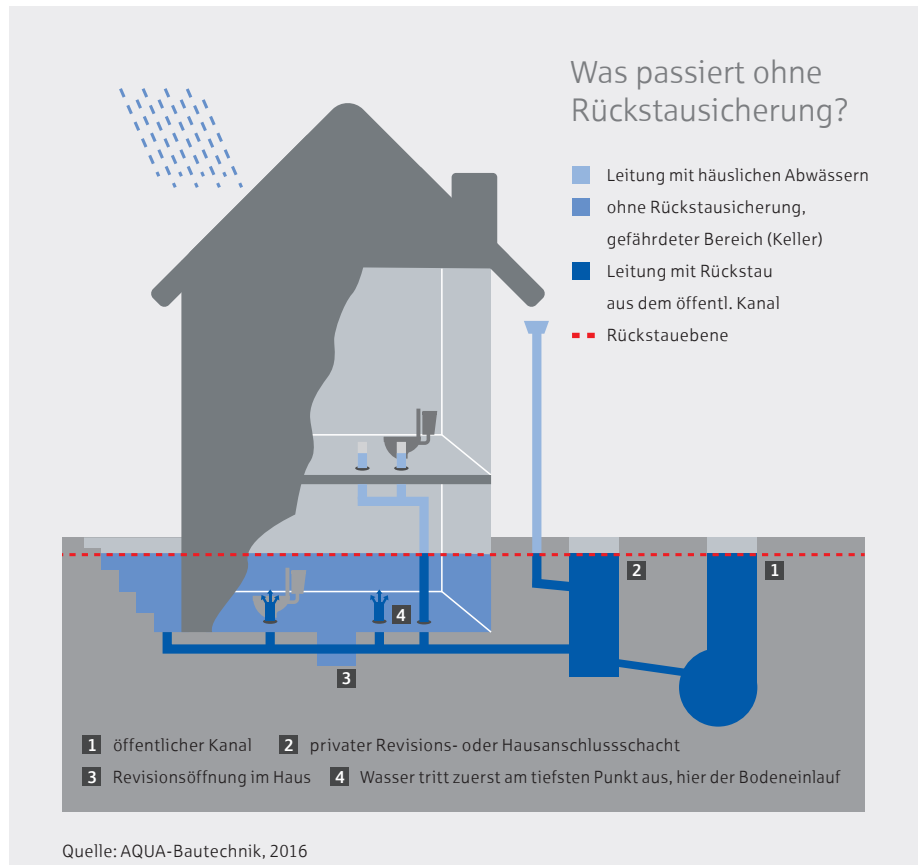 Was passiert ohne
Rückstausicherung?
Leitung mit häuslichen Abwässern
ohne Rückstausicherung,
gefährdeter Bereich (Keller)
Leitung mit Rückstau
aus dem öffentl. Kanal
Rückstauebene
2
1
4
3
1 öffentlicher Kanal 2 privater Revisions- oder Hausanschlussschacht
3 Revisionsöffnung im Haus 4 Wasser tritt zuerst am tiefsten Punkt aus, hier der Bodeneinlauf
Quelle: AQUA-Bautechnik, 2016